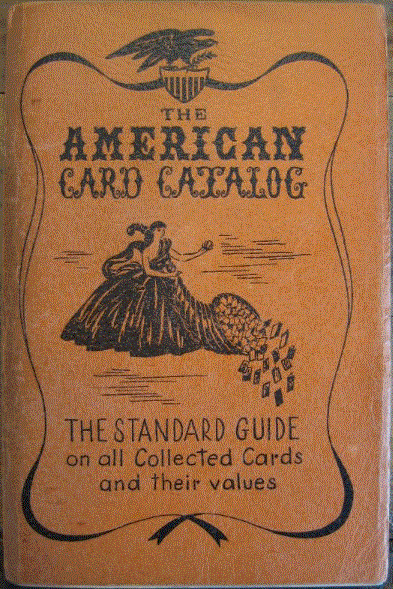 THE
AMERICAN
CARD CATALOG
THE STANDARD GUIDE
on all Collected Cards
and their values